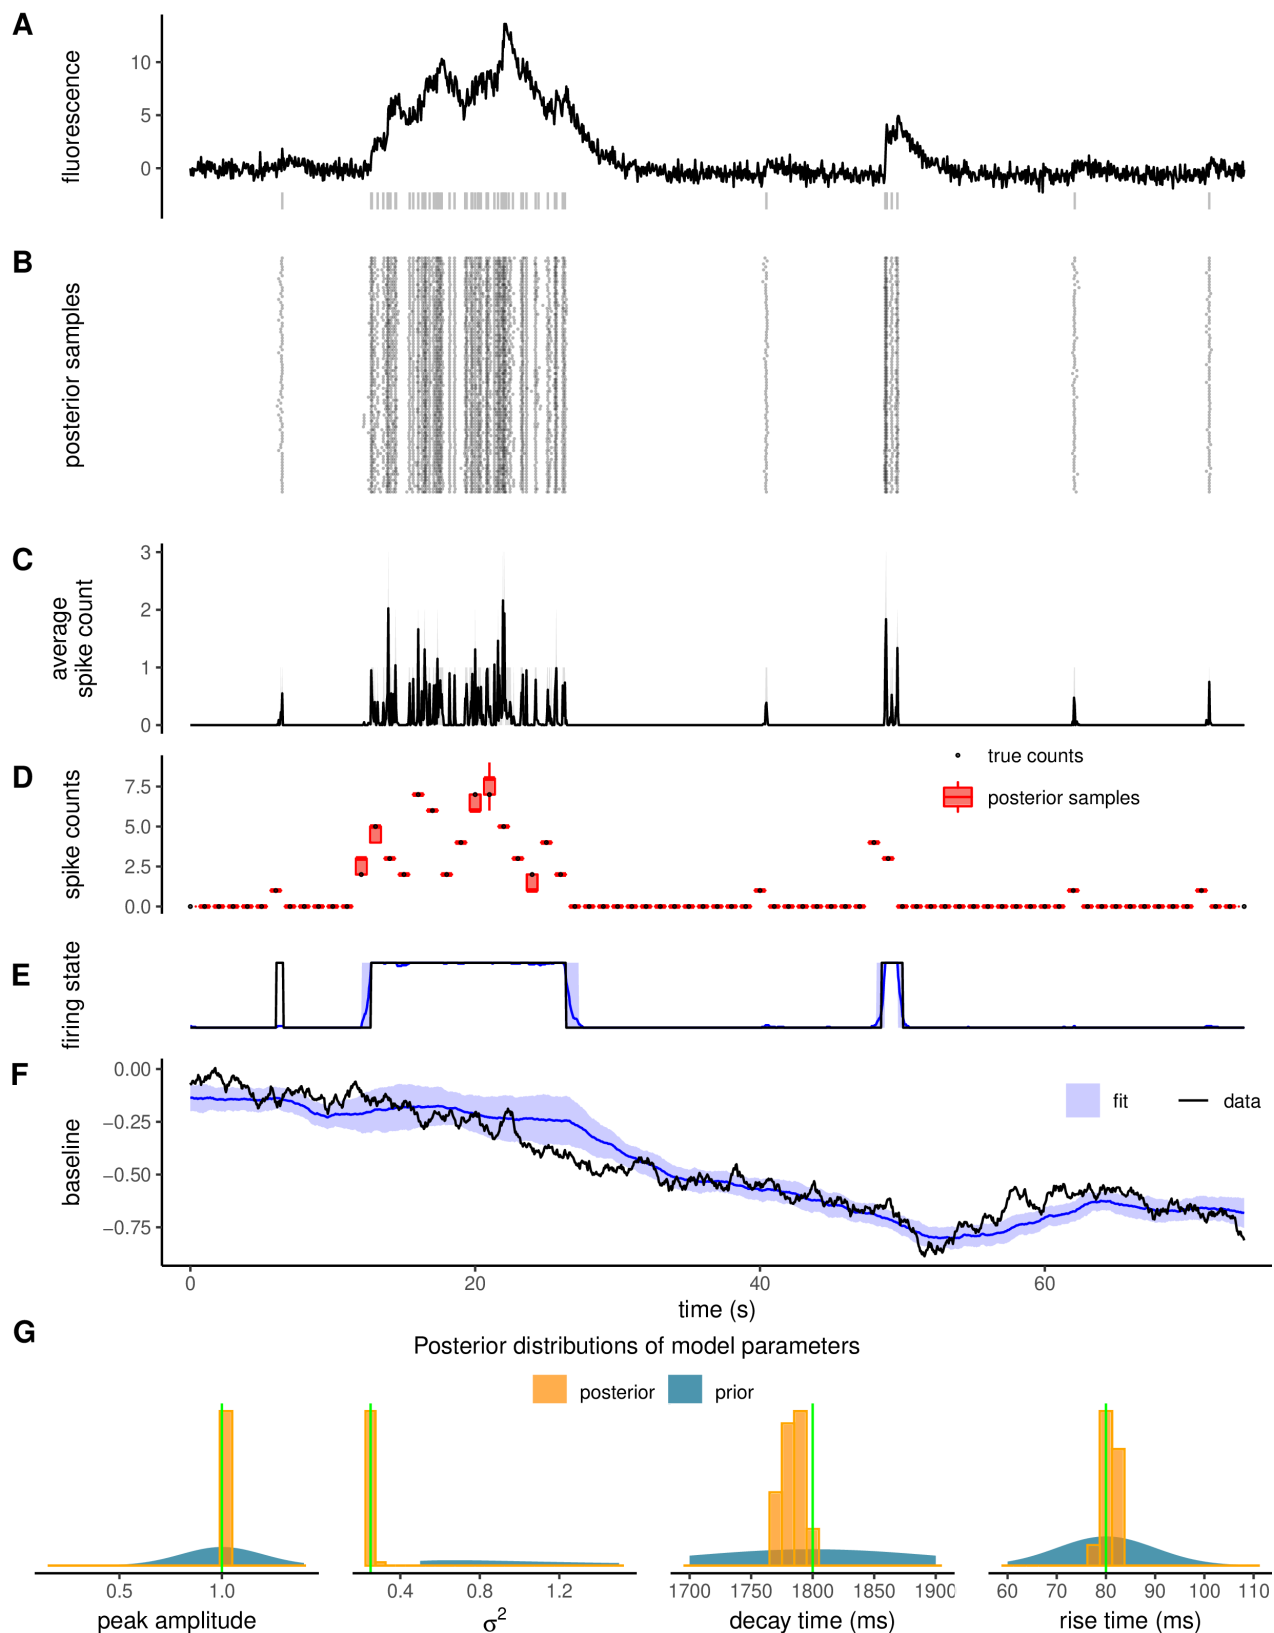 A
fluorescence
10
5
0
B
posterior samples
C
average
spike count
3
2
1
0
D
spike counts
7.5
5.0
2.5
0.0
true counts
posterior samples
E
firing state
F
baseline
0.00
−0.25
−0.50
−0.75
fit
data
0 20 40 60
time (s)
G
Posterior distributions of model parameters
posterior prior
0.5 1.0
peak amplitude
0.4 0.8 1.2
σ²
1700 1750 1800 1850 1900
decay time (ms)
60 70 80 90 100 110
rise time (ms)